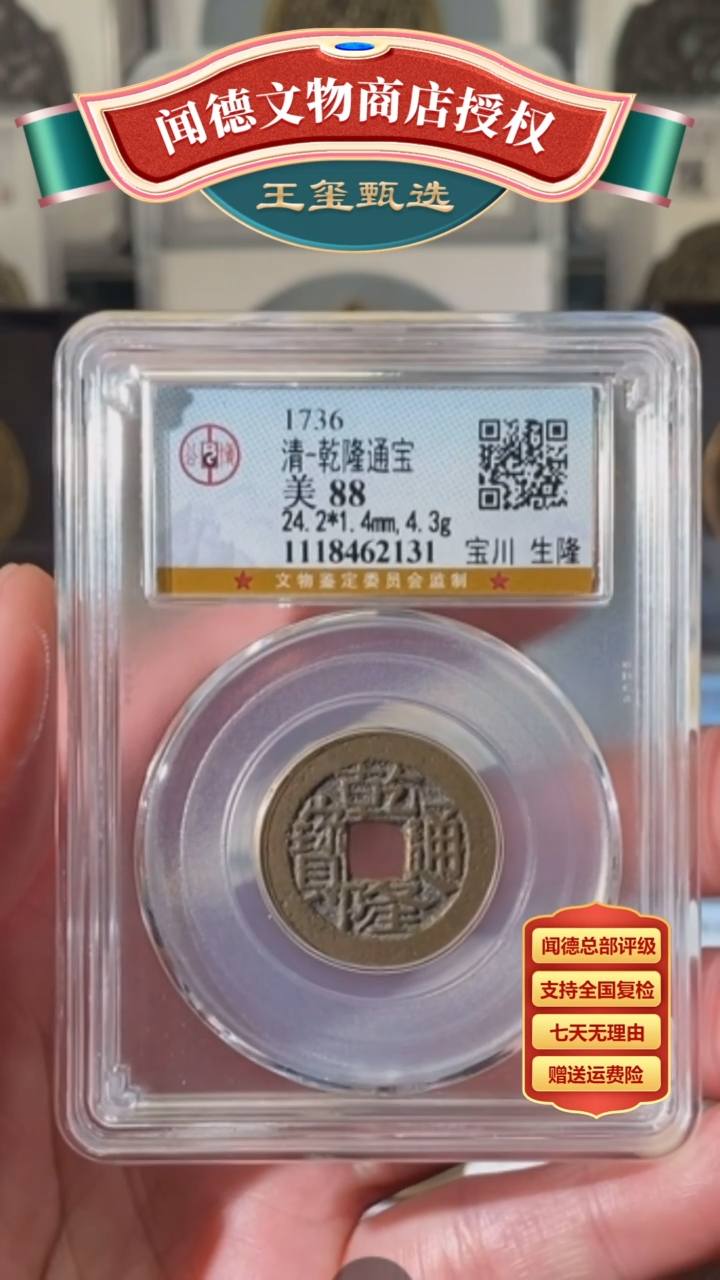 闻德文物商店授权
王玺甄选
1736
清-乾隆通宝
美 88
24.2*1.4mm,4.3g
1118462131 宝川 生隆
G
文物鉴定委员会监制
乾隆通寳
闻德总部评级
支持全国复检
七天无理由
赠送运费险